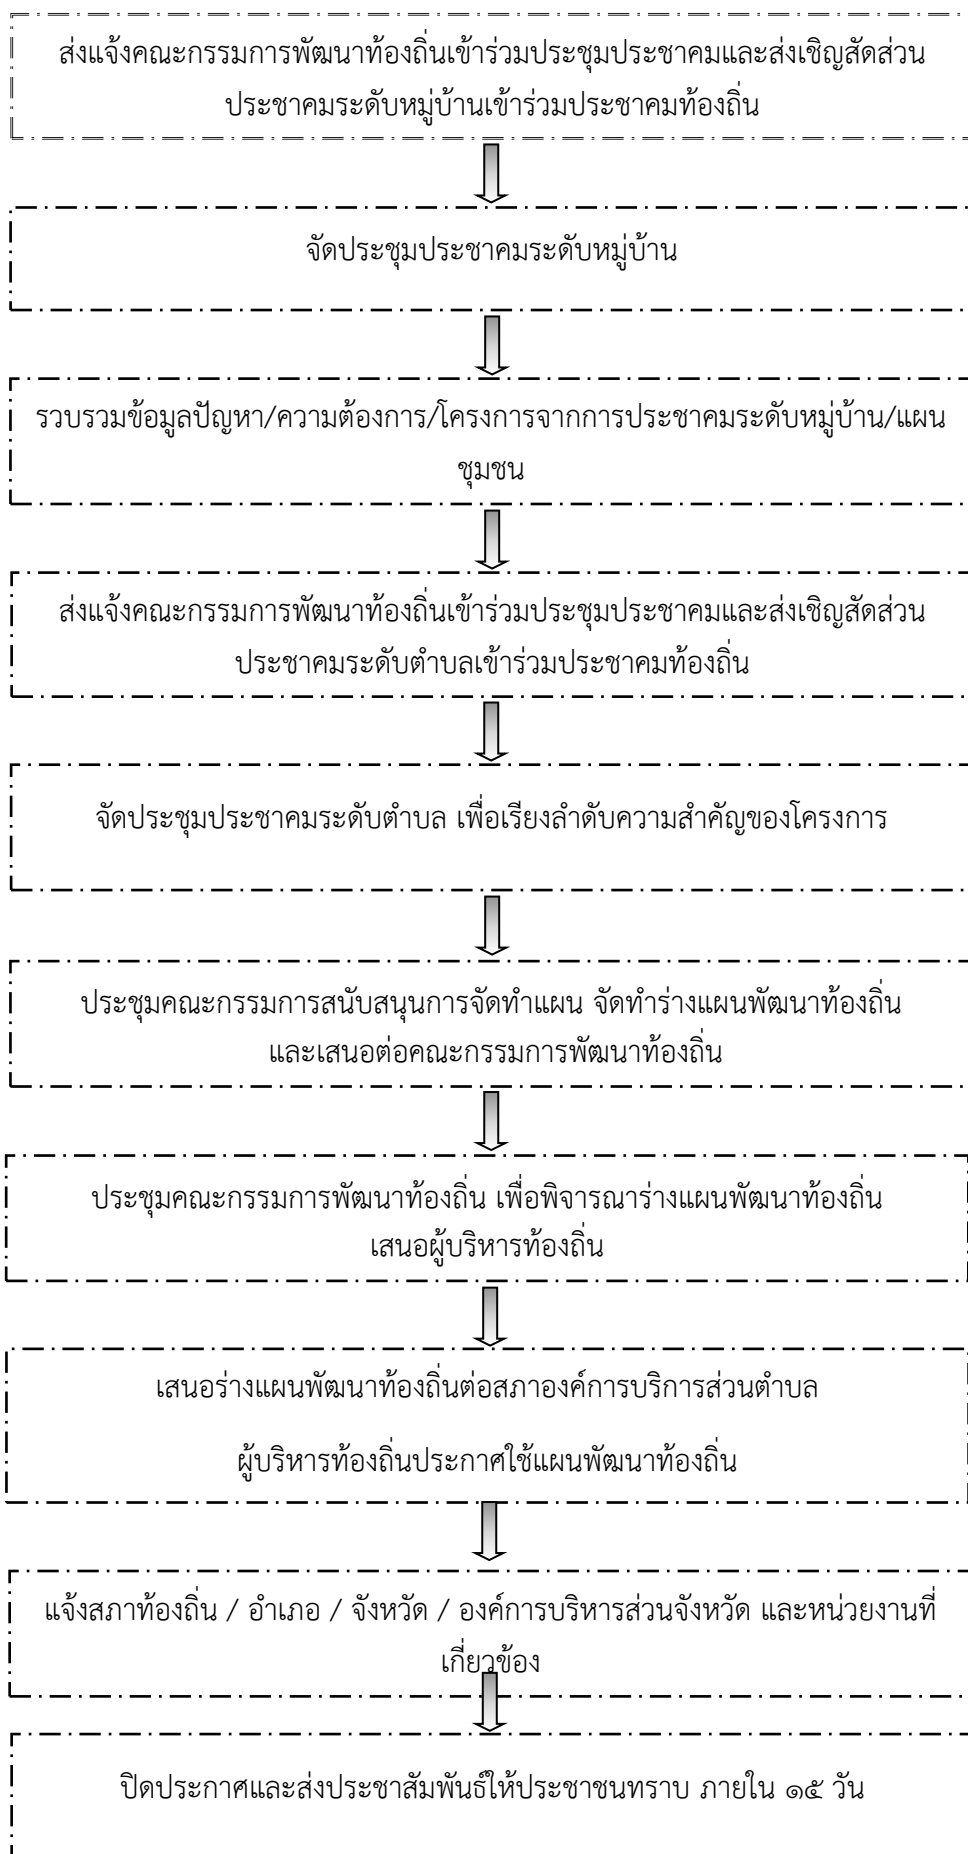 ส่งแจ้งคณะกรรมการพัฒนาท้องถิ่นเข้าร่วมประชุมประชาคมและส่งเชิญสัดส่วน
ประชาคมระดับหมู่บ้านเข้าร่วมประชาคมท้องถิ่น
จัดประชุมประชาคมระดับหมู่บ้าน
รวบรวมข้อมูลปัญหา/ความต้องการ/โครงการจากการประชาคมระดับหมู่บ้าน/แผน
ชุมชน
ส่งแจ้งคณะกรรมการพัฒนาท้องถิ่นเข้าร่วมประชุมประชาคมและส่งเชิญสัดส่วน
ประชาคมระดับตำบลเข้าร่วมประชาคมท้องถิ่น
จัดประชุมประชาคมระดับตำบล เพื่อเรียงลำดับความสำคัญของโครงการ
ประชุมคณะกรรมการสนับสนุนการจัดทำแผน จัดทำร่างแผนพัฒนาท้องถิ่น
และเสนอต่อคณะกรรมการพัฒนาท้องถิ่น
ประชุมคณะกรรมการพัฒนาท้องถิ่น เพื่อพิจารณาร่างแผนพัฒนาท้องถิ่น
เสนอผู้บริหารท้องถิ่น
เสนอร่างแผนพัฒนาท้องถิ่นต่อสภาองค์การบริการส่วนตำบล
ผู้บริหารท้องถิ่นประกาศใช้แผนพัฒนาท้องถิ่น
แจ้งสภาท้องถิ่น / อำเภอ / จังหวัด / องค์การบริหารส่วนจังหวัด และหน่วยงานที่
เกี่ยวข้อง
ปิดประกาศและส่งประชาสัมพันธ์ให้ประชาชนทราบ ภายใน ๑๕ วัน